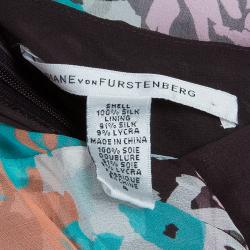 DIANE VON FURSTENBERG
SHELL
100% SILK
LINING
91% SILK
9% LYCRA
MADE IN CHINA
100% SOIE
DOUBLURE
91% SOIE
9% LYCRA